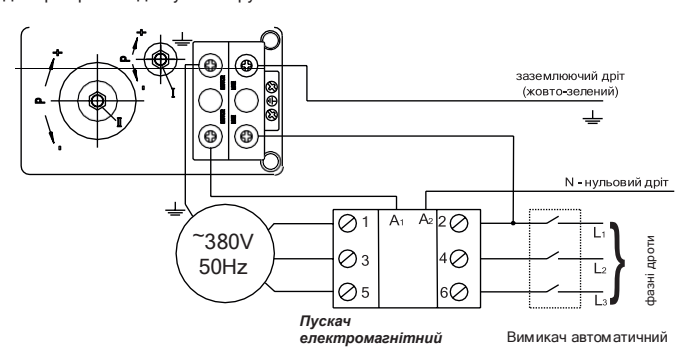 +
P
-
II
+
P
-
I
заземлюючий дріт
(жовто-зелений)
N - нульовий дріт
~380V
50Hz
1 A1 A2 2
3 4
5 6
L1
L2
L3
фазні дроти
Пускач
електромагнітний
Вимикач автоматичний